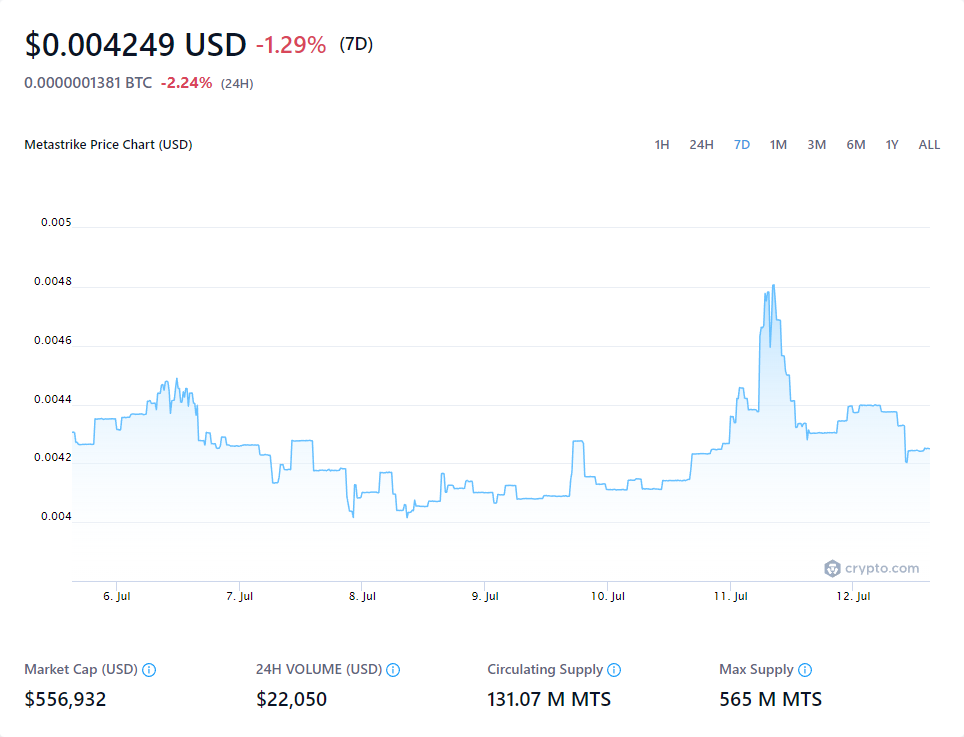 $0.004249 USD -1.29% (7D)
0.0000001381 BTC -2.24% (24H)
Metastrike Price Chart (USD)
1H 24H 7D 1M 3M 6M 1Y ALL
0.005
0.0048
0.0046
0.0044
0.0042
0.004
crypto.com
6. Jul 7. Jul 8. Jul 9. Jul 10. Jul 11. Jul 12. Jul
Market Cap (USD) 24H VOLUME (USD) Circulating Supply Max Supply
$556,932 $22,050 131.07 M MTS 565 M MTS